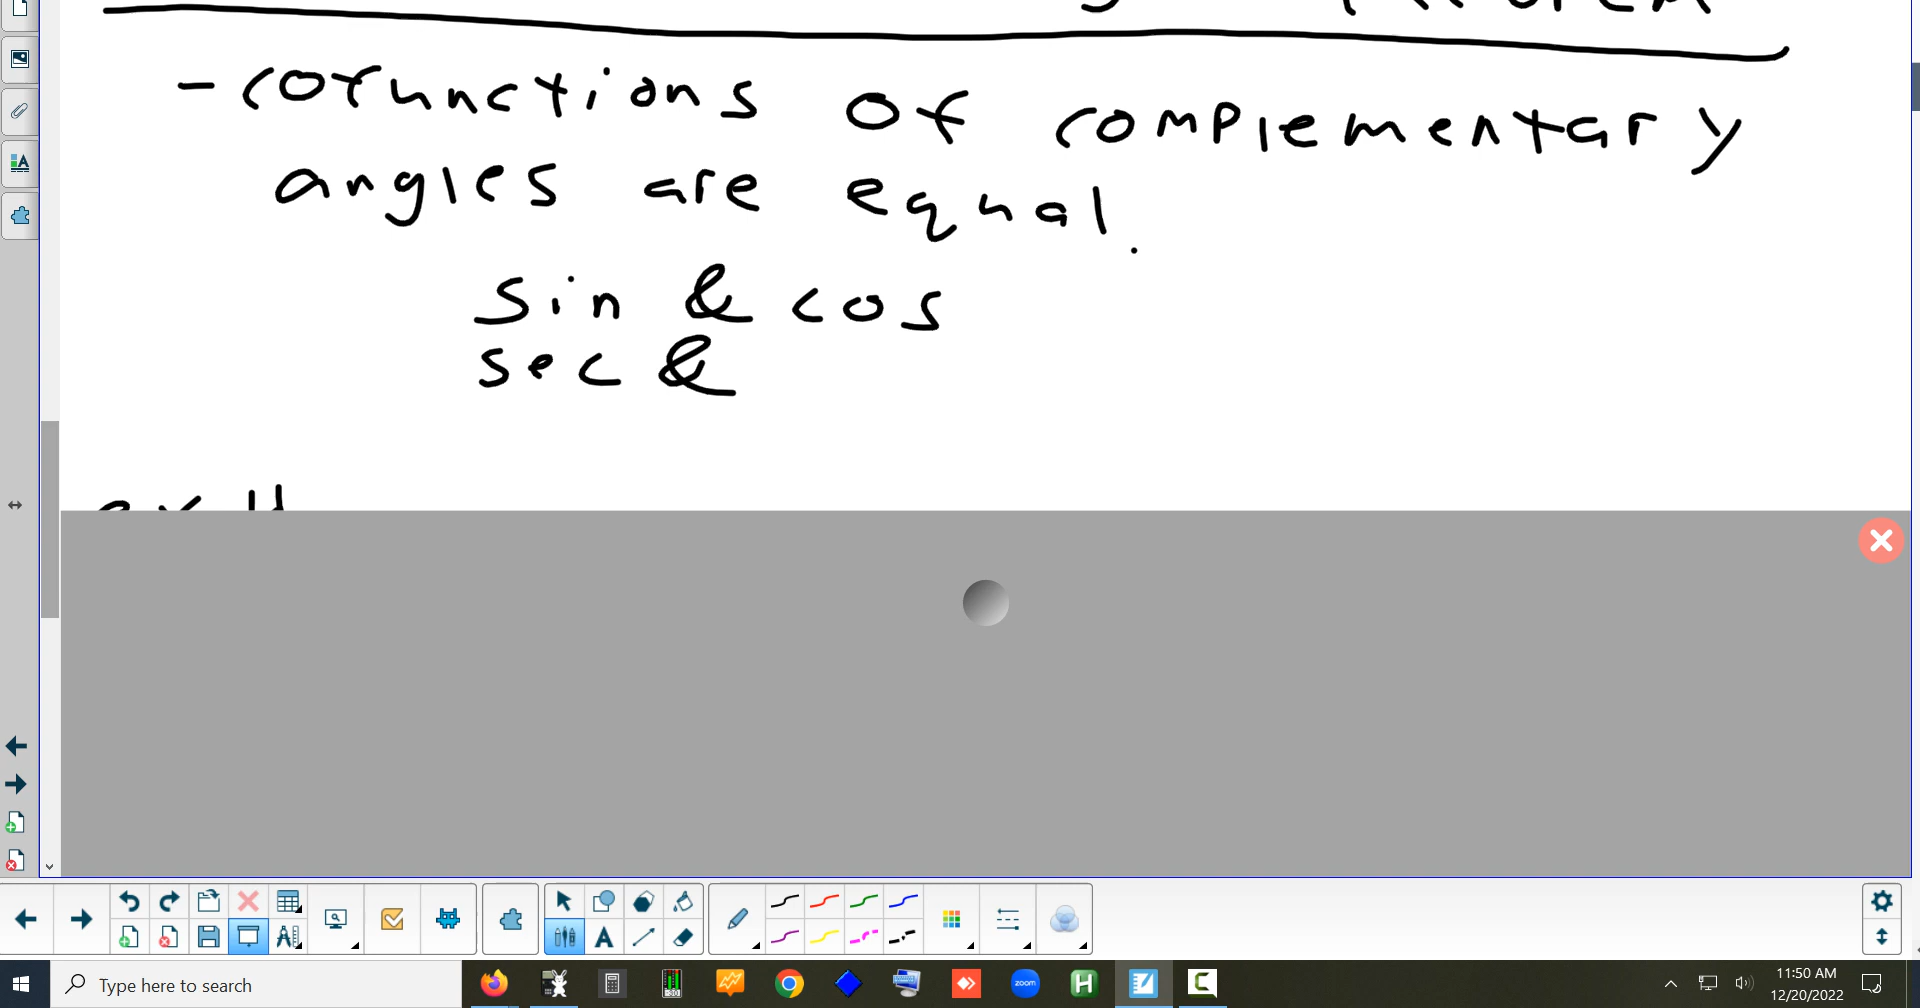 - cofunctions of complementary
angles are equal.
sin & cos
sec &
Type here to search
zoom
11:50 AM
12/20/2022